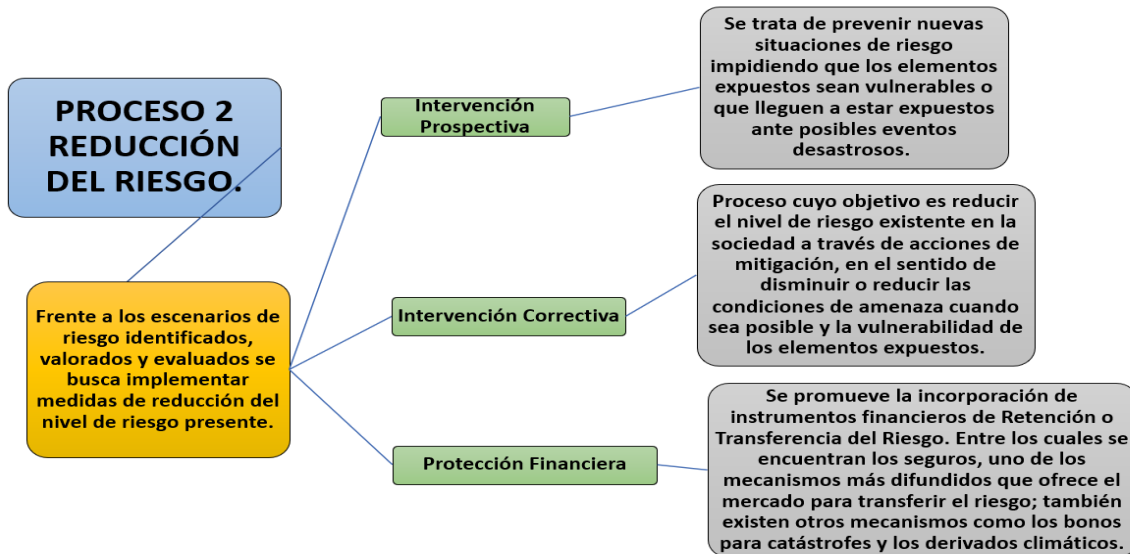 PROCESO 2
REDUCCIÓN
DEL RIESGO.
Frente a los escenarios de
riesgo identificados,
valorados y evaluados se
busca implementar
medidas de reducción del
nivel de riesgo presente.
Intervención
Prospectiva
Se trata de prevenir nuevas
situaciones de riesgo
impidiendo que los elementos
expuestos sean vulnerables o
que lleguen a estar expuestos
ante posibles eventos
desastrosos.
Intervención Correctiva
Proceso cuyo objetivo es reducir
el nivel de riesgo existente en la
sociedad a través de acciones de
mitigación, en el sentido de
disminuir o reducir las
condiciones de amenaza cuando
sea posible y la vulnerabilidad de
los elementos expuestos.
Protección Financiera
Se promueve la incorporación de
instrumentos financieros de Retención o
Transferencia del Riesgo. Entre los cuales se
encuentran los seguros, uno de los
mecanismos más difundidos que ofrece el
mercado para transferir el riesgo; también
existen otros mecanismos como los bonos
para catástrofes y los derivados climáticos.